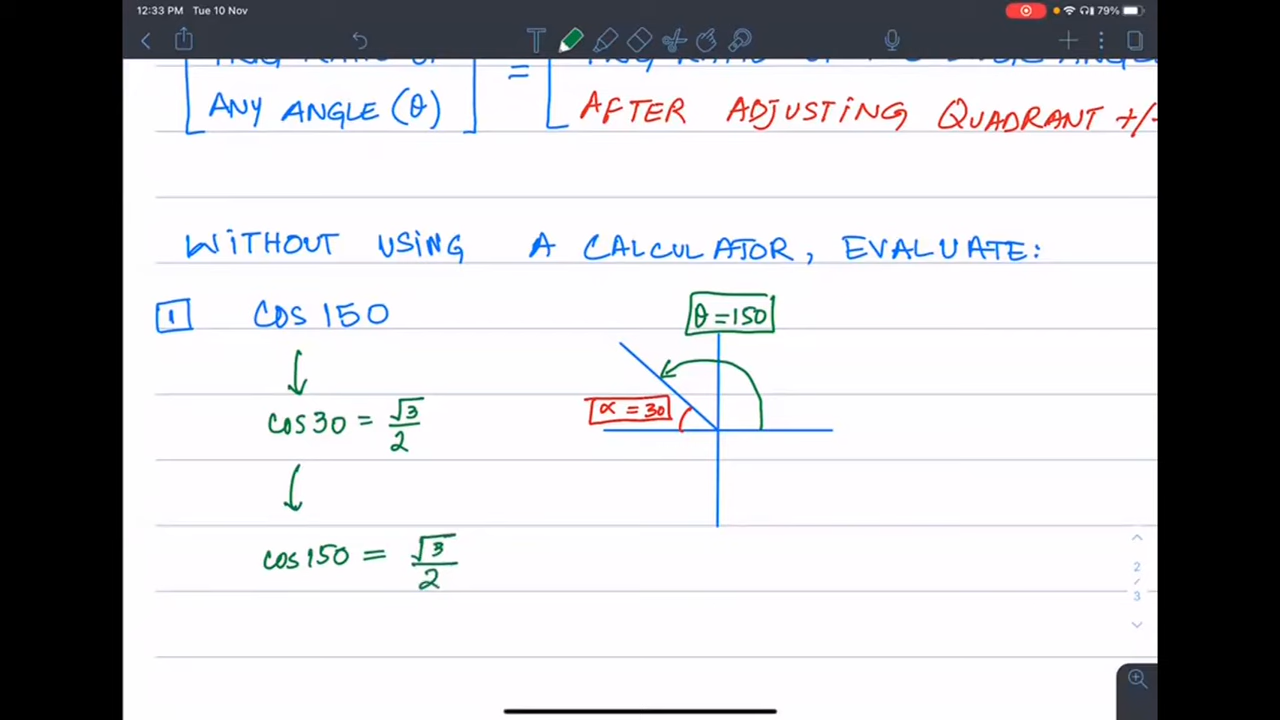 12:33 PM Tue 10 Nov 79%
=
ANY ANGLE (θ)
AFTER ADJUSTING QUADRANT +/-
WITHOUT USING A CALCULATOR, EVALUATE:
1 COS 150
θ = 150
α = 30
cos 30 = √3/2
cos 150 = √3/2
2
/
3